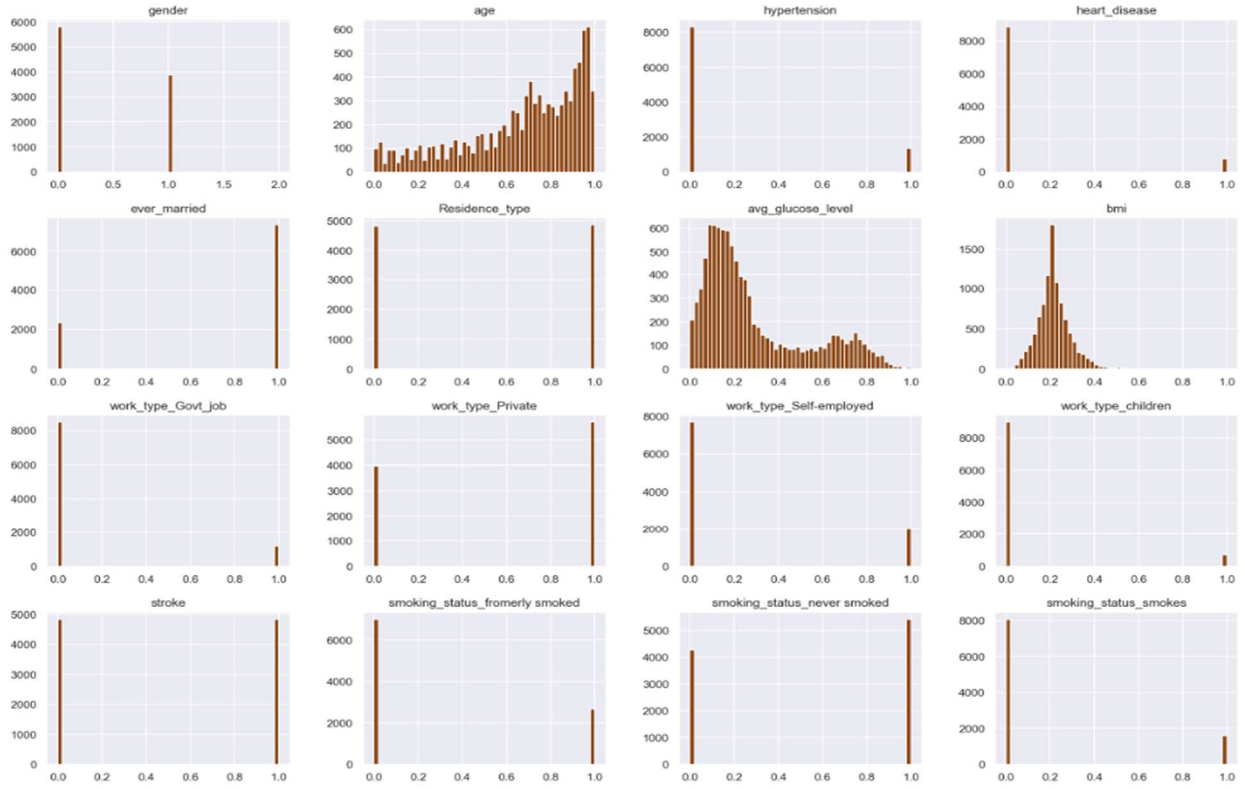 gender
age
hypertension
heart_disease
6000
5000
4000
3000
2000
1000
0
0.0 0.5 1.0 1.5 2.0
600
500
400
300
200
100
0
0.0 0.2 0.4 0.6 0.8 1.0
8000
6000
4000
2000
0
0.0 0.2 0.4 0.6 0.8 1.0
8000
6000
4000
2000
0
0.0 0.2 0.4 0.6 0.8 1.0
ever_married
Residence_type
avg_glucose_level
bmi
6000
4000
2000
0
0.0 0.2 0.4 0.6 0.8 1.0
5000
4000
3000
2000
1000
0
0.0 0.2 0.4 0.6 0.8 1.0
600
500
400
300
200
100
0
0.0 0.2 0.4 0.6 0.8 1.0
1500
1000
500
0
0.0 0.2 0.4 0.6 0.8 1.0
work_type_Govt_job
work_type_Private
work_type_Self-employed
work_type_children
8000
6000
4000
2000
0
0.0 0.2 0.4 0.6 0.8 1.0
5000
4000
3000
2000
1000
0
0.0 0.2 0.4 0.6 0.8 1.0
8000
6000
4000
2000
0
0.0 0.2 0.4 0.6 0.8 1.0
8000
6000
4000
2000
0
0.0 0.2 0.4 0.6 0.8 1.0
stroke
smoking_status_fromerly smoked
smoking_status_never smoked
smoking_status_smokes
5000
4000
3000
2000
1000
0
0.0 0.2 0.4 0.6 0.8 1.0
6000
4000
2000
0
0.0 0.2 0.4 0.6 0.8 1.0
5000
4000
3000
2000
1000
0
0.0 0.2 0.4 0.6 0.8 1.0
8000
6000
4000
2000
0
0.0 0.2 0.4 0.6 0.8 1.0